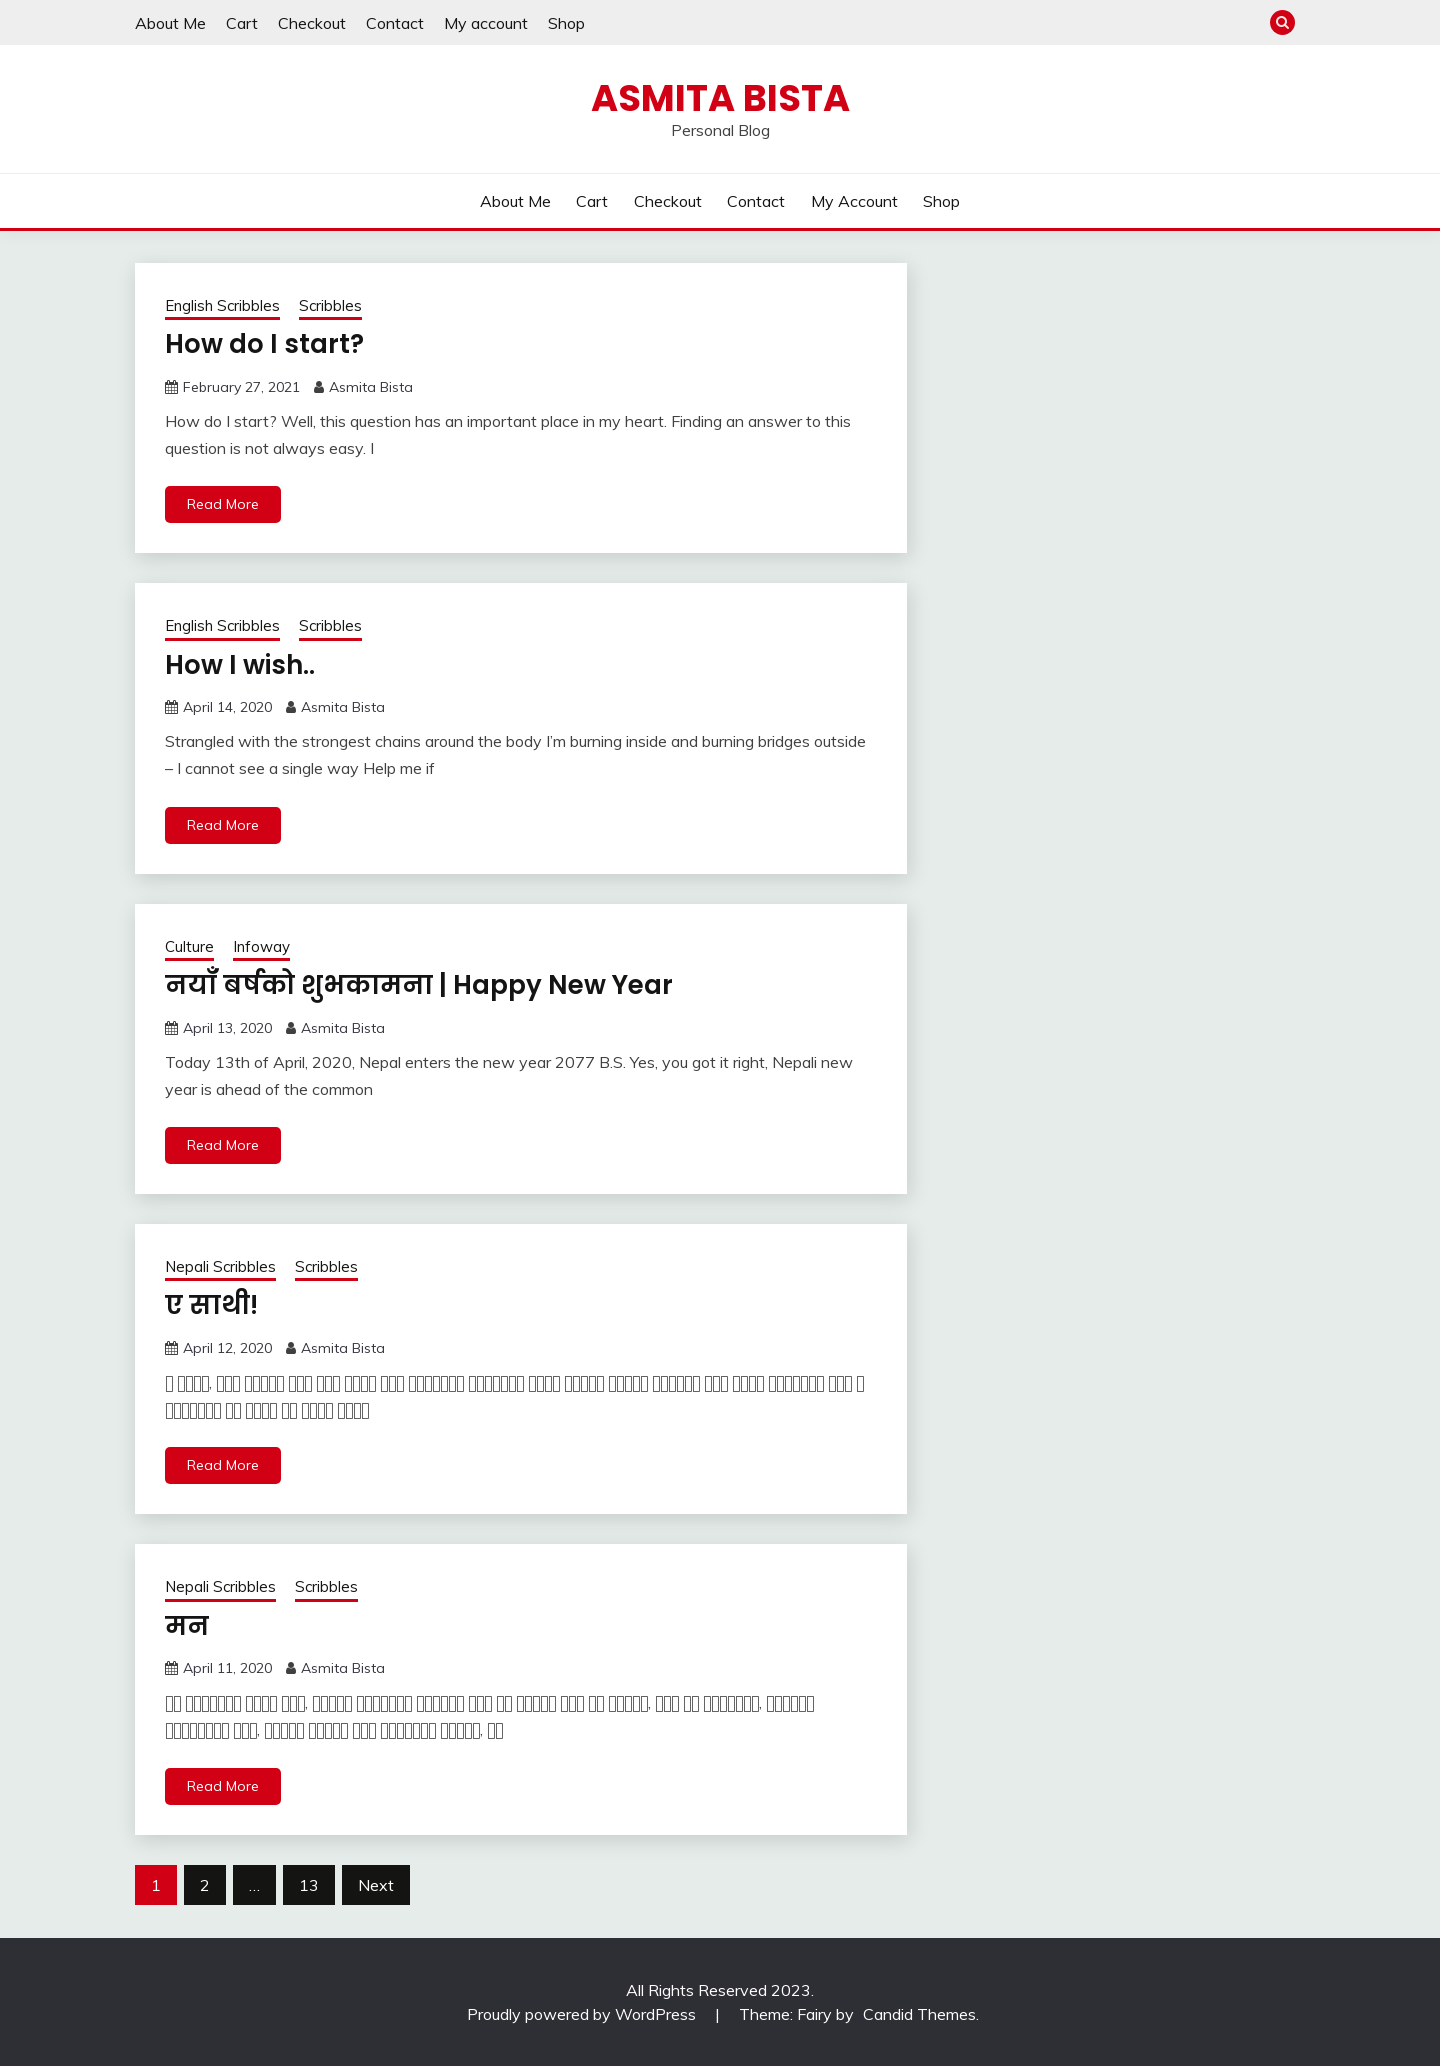 About Me Cart Checkout Contact My account Shop
ASMITA BISTA
Personal Blog
About Me Cart Checkout Contact My Account Shop
English Scribbles Scribbles
How do I start?
February 27, 2021 Asmita Bista
How do I start? Well, this question has an important place in my heart. Finding an answer to this
question is not always easy. I
Read More
English Scribbles Scribbles
How I wish..
April 14, 2020 Asmita Bista
Strangled with the strongest chains around the body I’m burning inside and burning bridges outside
– I cannot see a single way Help me if
Read More
Culture Infoway
नयाँ बर्षको शुभकामना | Happy New Year
April 13, 2020 Asmita Bista
Today 13th of April, 2020, Nepal enters the new year 2077 B.S. Yes, you got it right, Nepali new
year is ahead of the common
Read More
Nepali Scribbles Scribbles
ए साथी!
April 12, 2020 Asmita Bista
Read More
Nepali Scribbles Scribbles
मन
April 11, 2020 Asmita Bista
Read More
1 2 … 13 Next
All Rights Reserved 2023.
Proudly powered by WordPress | Theme: Fairy by Candid Themes.